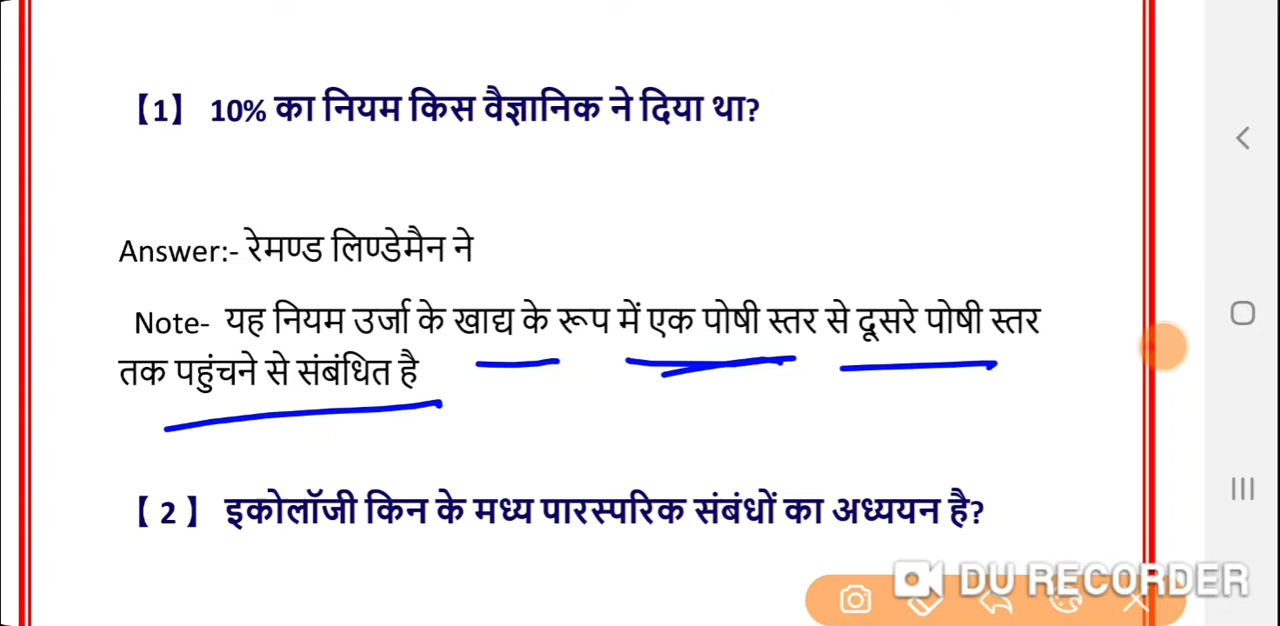 【1】 10% का नियम किस वैज्ञानिक ने दिया था?
Answer:- रेमण्ड लिण्डेमैन ने
Note- यह नियम उर्जा के खाद्य के रूप में एक पोषी स्तर से दूसरे पोषी स्तर
तक पहुंचने से संबंधित है
【 2 】 इकोलॉजी किन के मध्य पारस्परिक संबंधों का अध्ययन है?
DU RECORDER